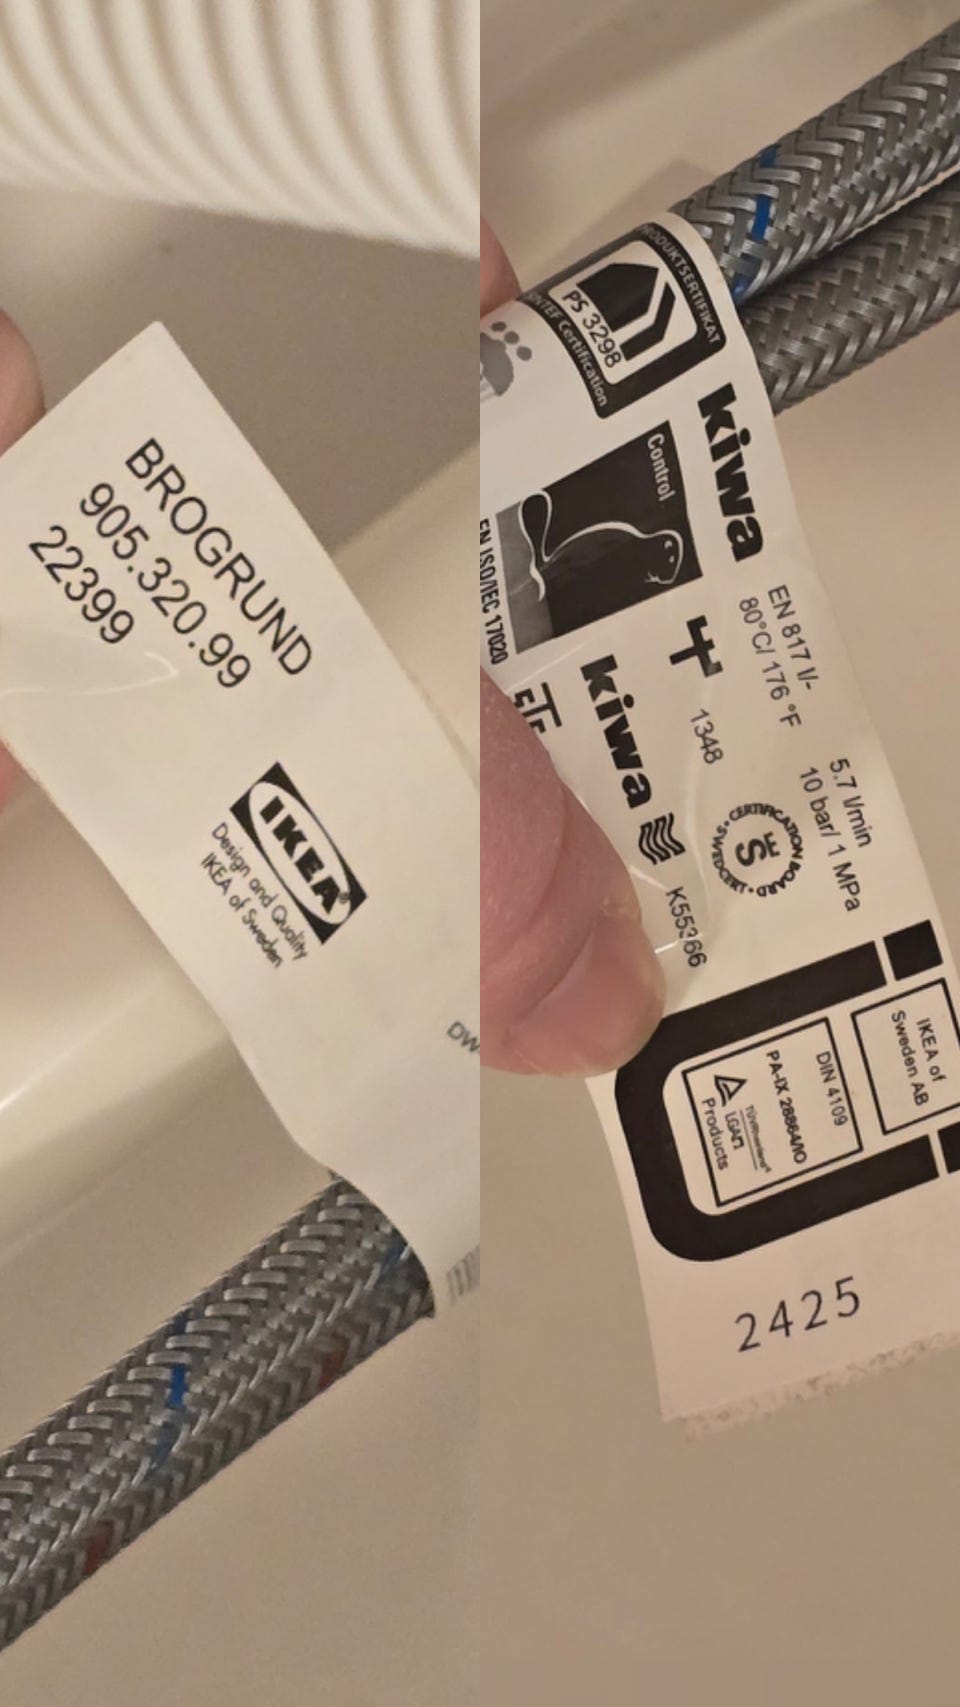 BROGRUND
905.320.99
22399
IKEA®
Design and Quality
IKEA of Sweden
DW
PRODUKTSERTIFIKAT
PS 3298
SINTEF Certification
kiwa
Control
EN ISO/IEC 17020
EN 817 I/-
80°C/ 176 °F
1348
kiwa
K55366
5.7 l/min
10 bar/ 1 MPa
CERTIFICATION BOARD
IKEA of
Sweden AB
DIN 4109
PA-IX 28864/IO
TÜVRheinland®
LGA
Products
2425